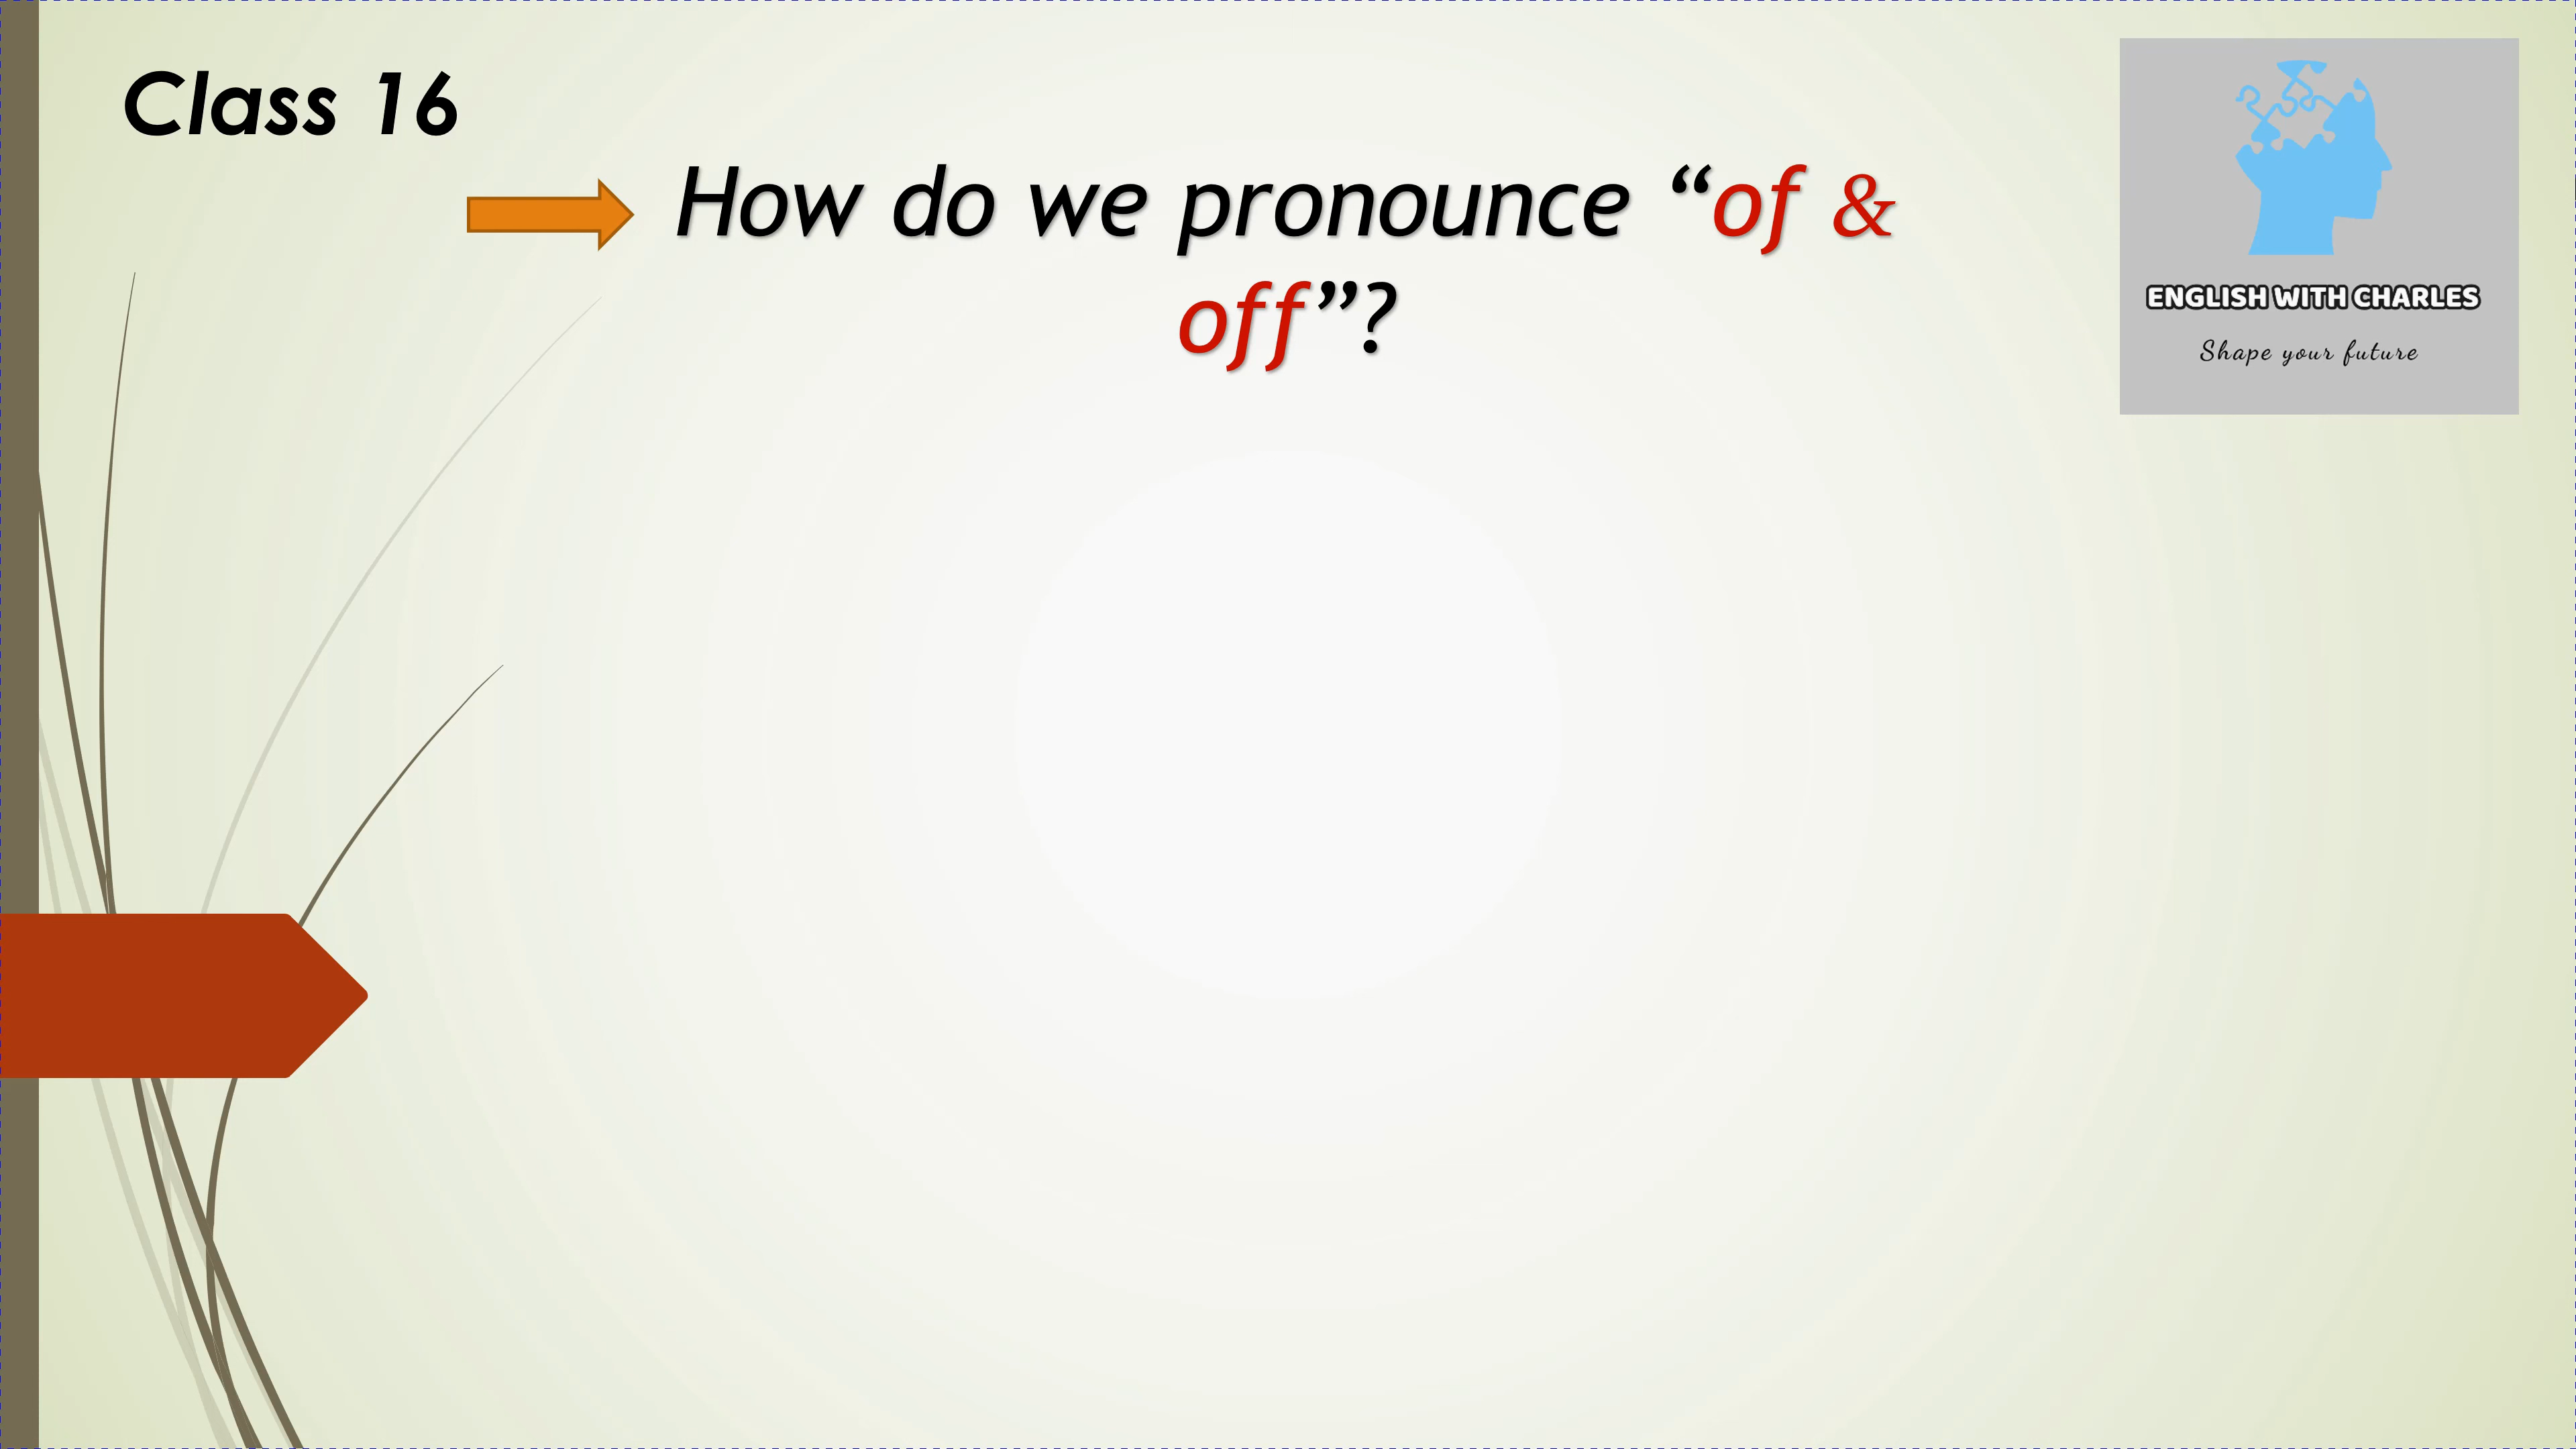 Class 16
How do we pronounce “of &
off”?
ENGLISH WITH CHARLES
Shape your future